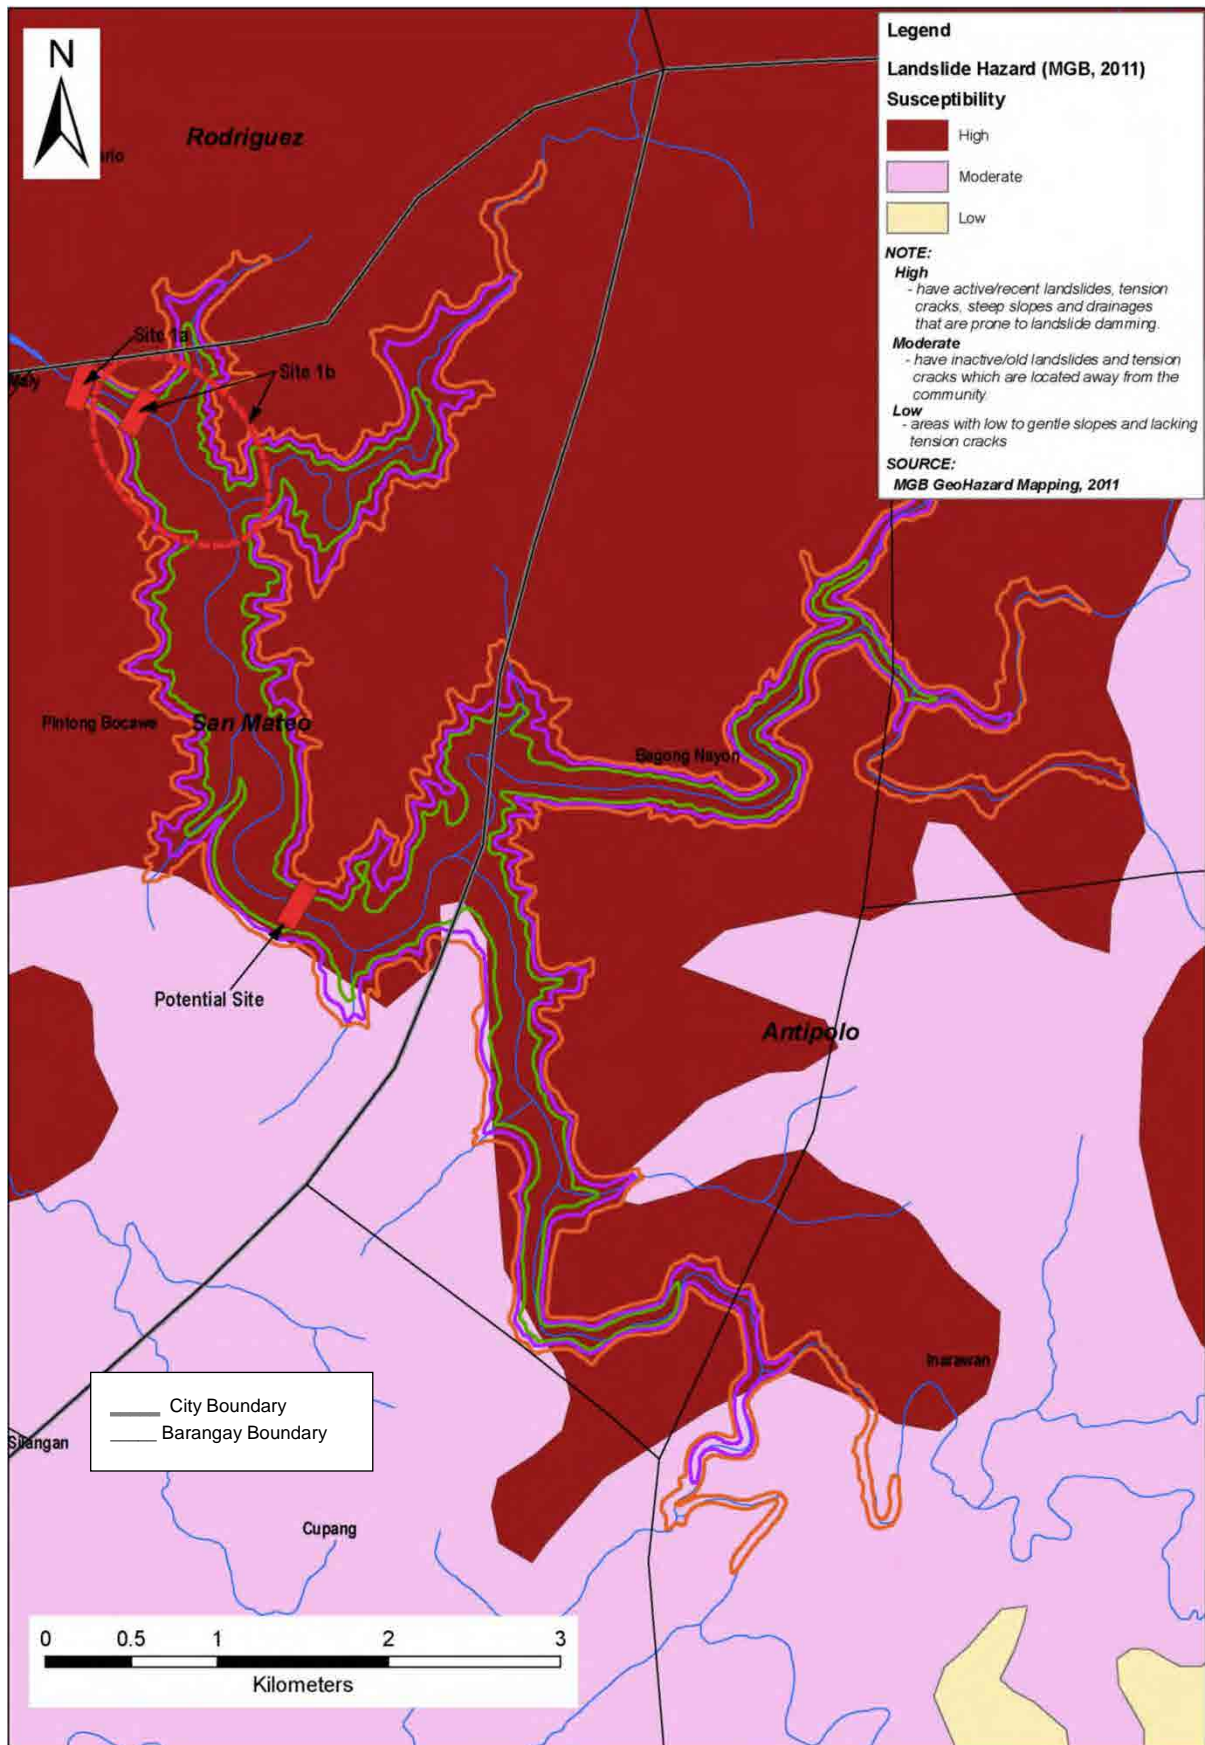 N
Rodriguez
Site 1a
Site 1b
Pintong Bocawe
San Mateo
Bagong Nayon
Potential Site
Antipolo
Inarawan
Silangan
Cupang
Legend
Landslide Hazard (MGB, 2011)
Susceptibility
High
Moderate
Low
NOTE:
High
- have active/recent landslides, tension
cracks, steep slopes and drainages
that are prone to landslide damming.
Moderate
- have inactive/old landslides and tension
cracks which are located away from the
community.
Low
- areas with low to gentle slopes and lacking
tension cracks
SOURCE:
MGB GeoHazard Mapping, 2011
City Boundary
Barangay Boundary
0 0.5 1 2 3
Kilometers